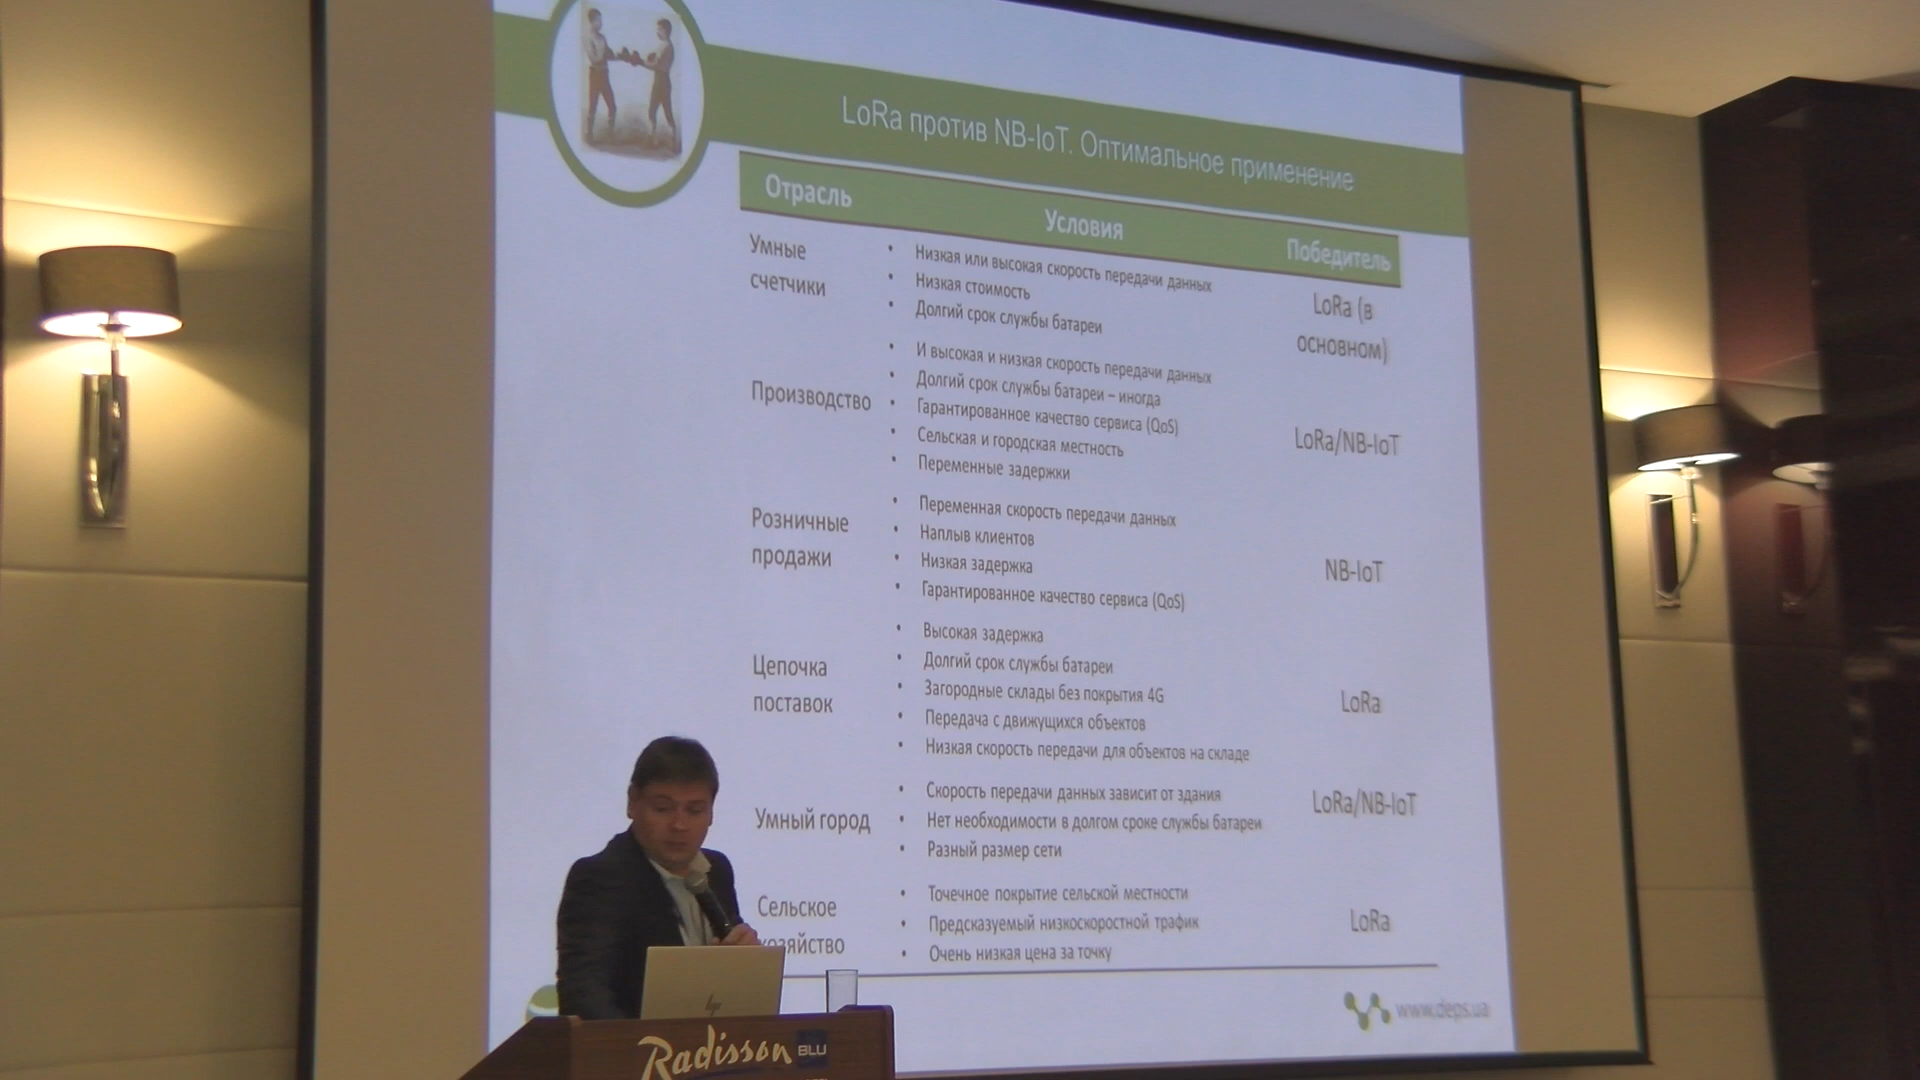 LoRa против NB-IoT. Оптимальное применение
Отрасль Условия Победитель
Умные
счетчики
• Низкая или высокая скорость передачи данных
• Низкая стоимость
• Долгий срок службы батареи
LoRa (в
основном)
Производство
• И высокая и низкая скорость передачи данных
• Долгий срок службы батареи – иногда
• Гарантированное качество сервиса (QoS)
• Сельская и городская местность
• Переменные задержки
LoRa/NB-IoT
Розничные
продажи
• Переменная скорость передачи данных
• Наплыв клиентов
• Низкая задержка
• Гарантированное качество сервиса (QoS)
NB-IoT
Цепочка
поставок
• Высокая задержка
• Долгий срок службы батареи
• Загородные склады без покрытия 4G
• Передача с движущихся объектов
• Низкая скорость передачи для объектов на складе
LoRa
Умный город
• Скорость передачи данных зависит от здания
• Нет необходимости в долгом сроке службы батареи
• Разный размер сети
LoRa/NB-IoT
Сельское
хозяйство
• Точечное покрытие сельской местности
• Предсказуемый низкоскоростной трафик
• Очень низкая цена за точку
LoRa
www.deps.ua
hp
Radisson BLU